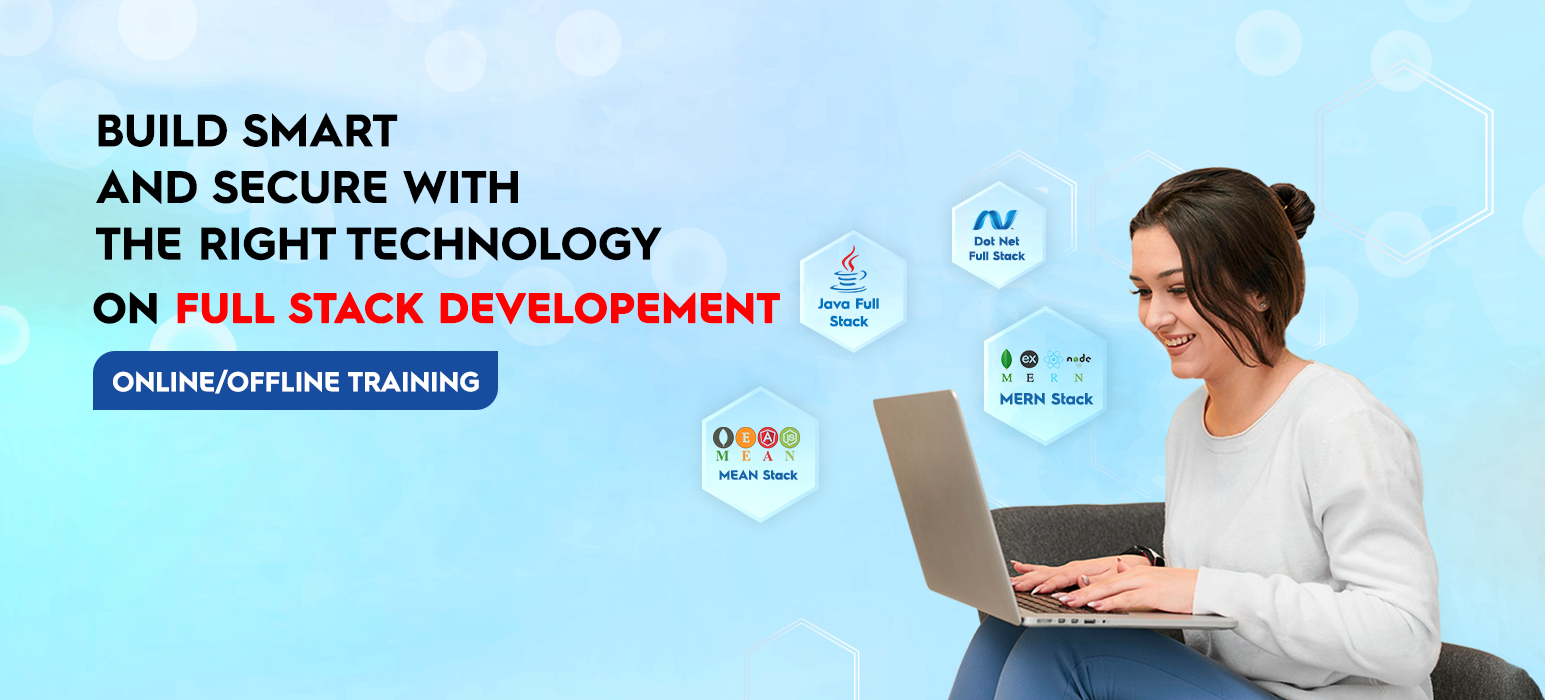 BUILD SMART
AND SECURE WITH
THE RIGHT TECHNOLOGY
ON FULL STACK DEVELOPEMENT
ONLINE/OFFLINE TRAINING
Dot Net
Full Stack
Java Full
Stack
ex node
M E R N
MERN Stack
E A JS
M E A N
MEAN Stack